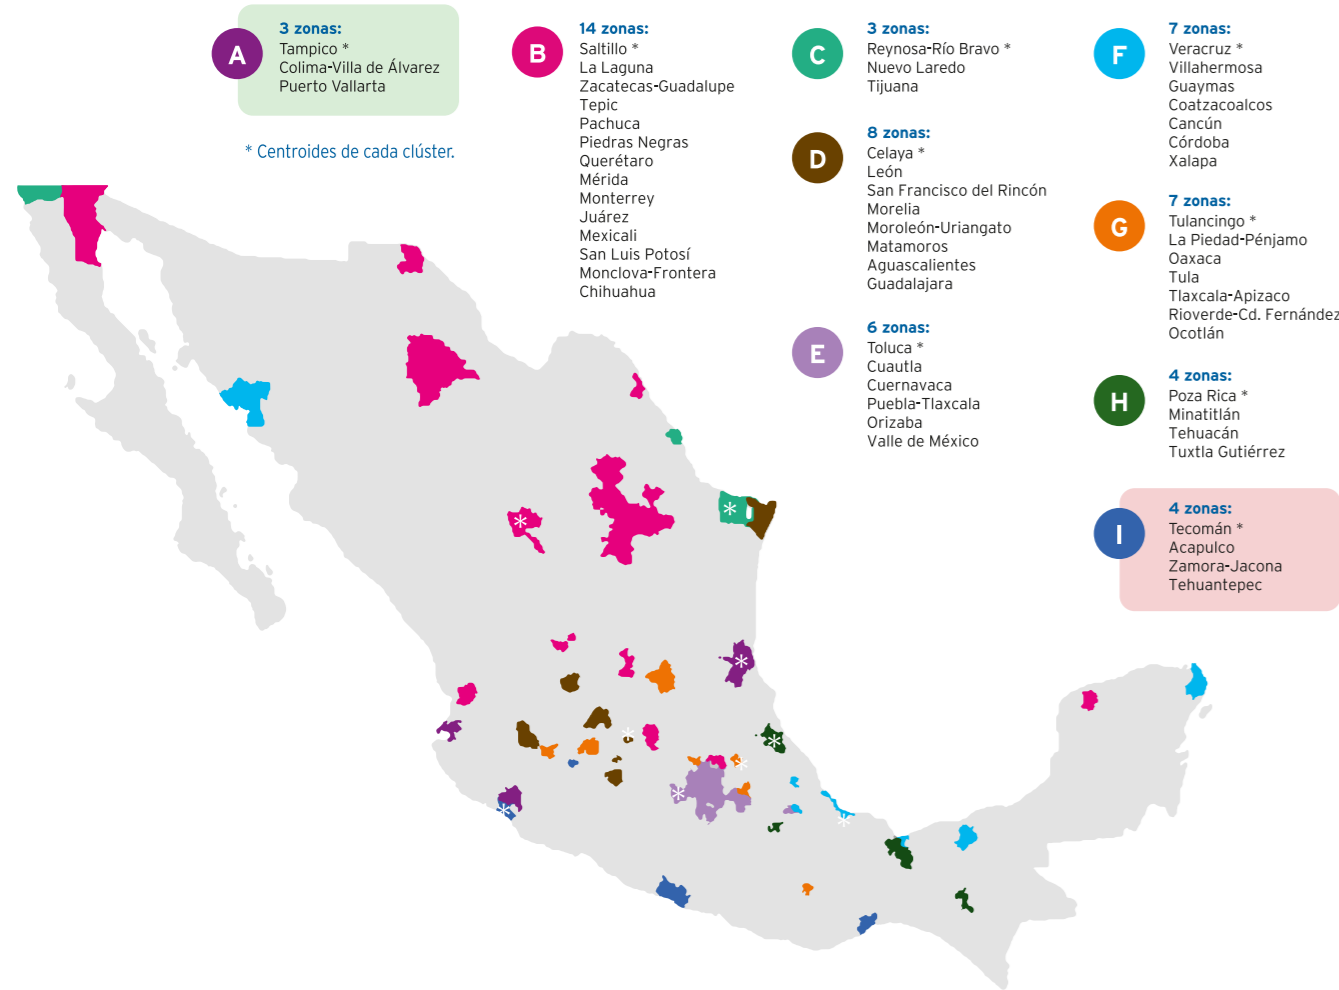 A
3 zonas:
Tampico *
Colima-Villa de Álvarez
Puerto Vallarta
* Centroides de cada clúster.
B
14 zonas:
Saltillo *
La Laguna
Zacatecas-Guadalupe
Tepic
Pachuca
Piedras Negras
Querétaro
Mérida
Monterrey
Juárez
Mexicali
San Luis Potosí
Monclova-Frontera
Chihuahua
C
3 zonas:
Reynosa-Río Bravo *
Nuevo Laredo
Tijuana
D
8 zonas:
Celaya *
León
San Francisco del Rincón
Morelia
Moroleón-Uriangato
Matamoros
Aguascalientes
Guadalajara
E
6 zonas:
Toluca *
Cuautla
Cuernavaca
Puebla-Tlaxcala
Orizaba
Valle de México
F
7 zonas:
Veracruz *
Villahermosa
Guaymas
Coatzacoalcos
Cancún
Córdoba
Xalapa
G
7 zonas:
Tulancingo *
La Piedad-Pénjamo
Oaxaca
Tula
Tlaxcala-Apizaco
Rioverde-Cd. Fernández
Ocotlán
H
4 zonas:
Poza Rica *
Minatitlán
Tehuacán
Tuxtla Gutiérrez
I
4 zonas:
Tecomán *
Acapulco
Zamora-Jacona
Tehuantepec